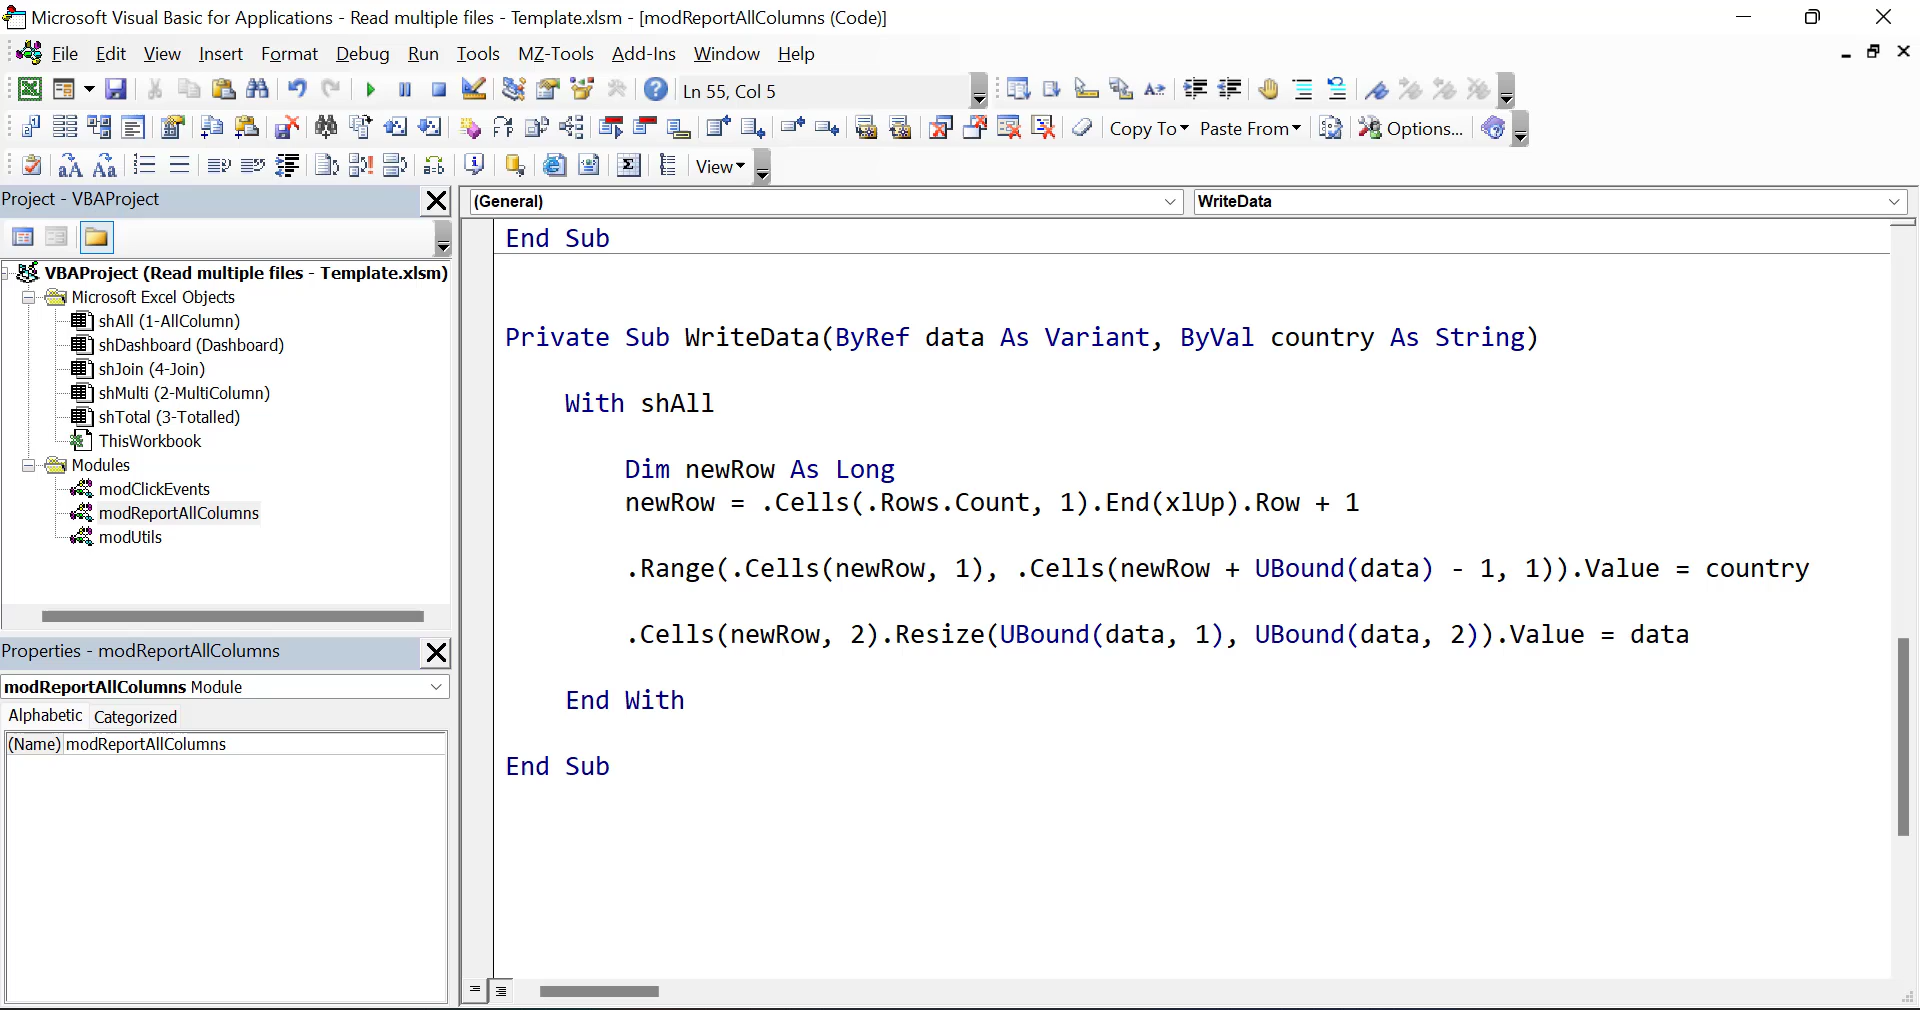 Microsoft Visual Basic for Applications - Read multiple files - Template.xlsm - [modReportAllColumns (Code)]
File Edit View Insert Format Debug Run Tools MZ-Tools Add-Ins Window Help
Ln 55, Col 5
Copy To Paste From Options...
View
Project - VBAProject
(General) WriteData
VBAProject (Read multiple files - Template.xlsm)
Microsoft Excel Objects
shAll (1-AllColumn)
shDashboard (Dashboard)
shJoin (4-Join)
shMulti (2-MultiColumn)
shTotal (3-Totalled)
ThisWorkbook
Modules
modClickEvents
modReportAllColumns
modUtils
Properties - modReportAllColumns
modReportAllColumns Module
Alphabetic Categorized
(Name) modReportAllColumns
End Sub
Private Sub WriteData(ByRef data As Variant, ByVal country As String)
With shAll
Dim newRow As Long
newRow = .Cells(.Rows.Count, 1).End(xlUp).Row + 1
.Range(.Cells(newRow, 1), .Cells(newRow + UBound(data) - 1, 1)).Value = country
.Cells(newRow, 2).Resize(UBound(data, 1), UBound(data, 2)).Value = data
End With
End Sub